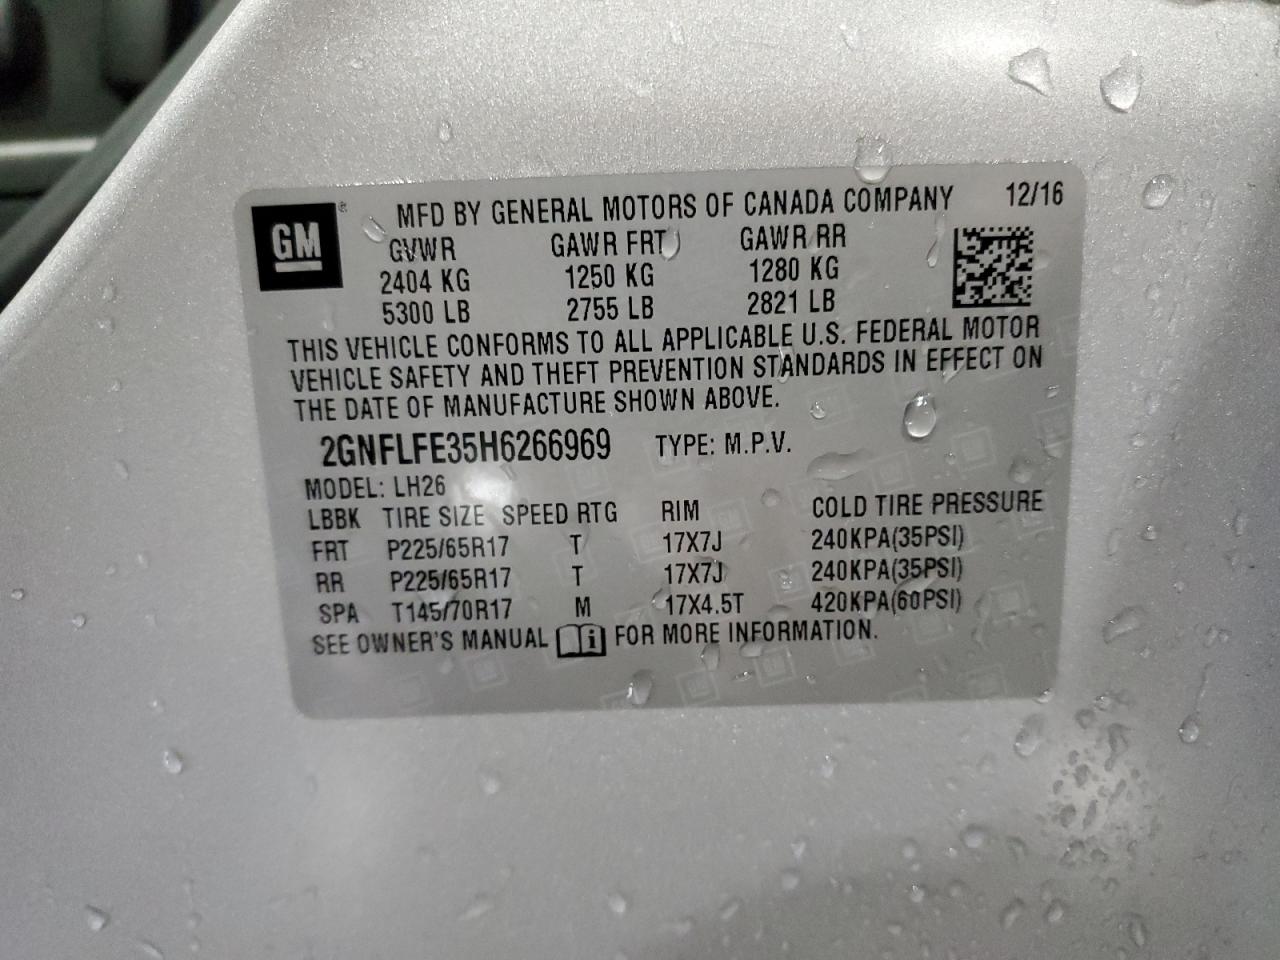 GM ® MFD BY GENERAL MOTORS OF CANADA COMPANY 12/16
GVWR GAWR FRT GAWR RR
2404 KG 1250 KG 1280 KG
5300 LB 2755 LB 2821 LB
THIS VEHICLE CONFORMS TO ALL APPLICABLE U.S. FEDERAL MOTOR
VEHICLE SAFETY AND THEFT PREVENTION STANDARDS IN EFFECT ON
THE DATE OF MANUFACTURE SHOWN ABOVE.
2GNFLFE35H6266969 TYPE: M.P.V.
MODEL: LH26
LBBK TIRE SIZE SPEED RTG RIM COLD TIRE PRESSURE
FRT P225/65R17 T 17X7J 240KPA(35PSI)
RR P225/65R17 T 17X7J 240KPA(35PSI)
SPA T145/70R17 M 17X4.5T 420KPA(60PSI)
SEE OWNER'S MANUAL i FOR MORE INFORMATION.